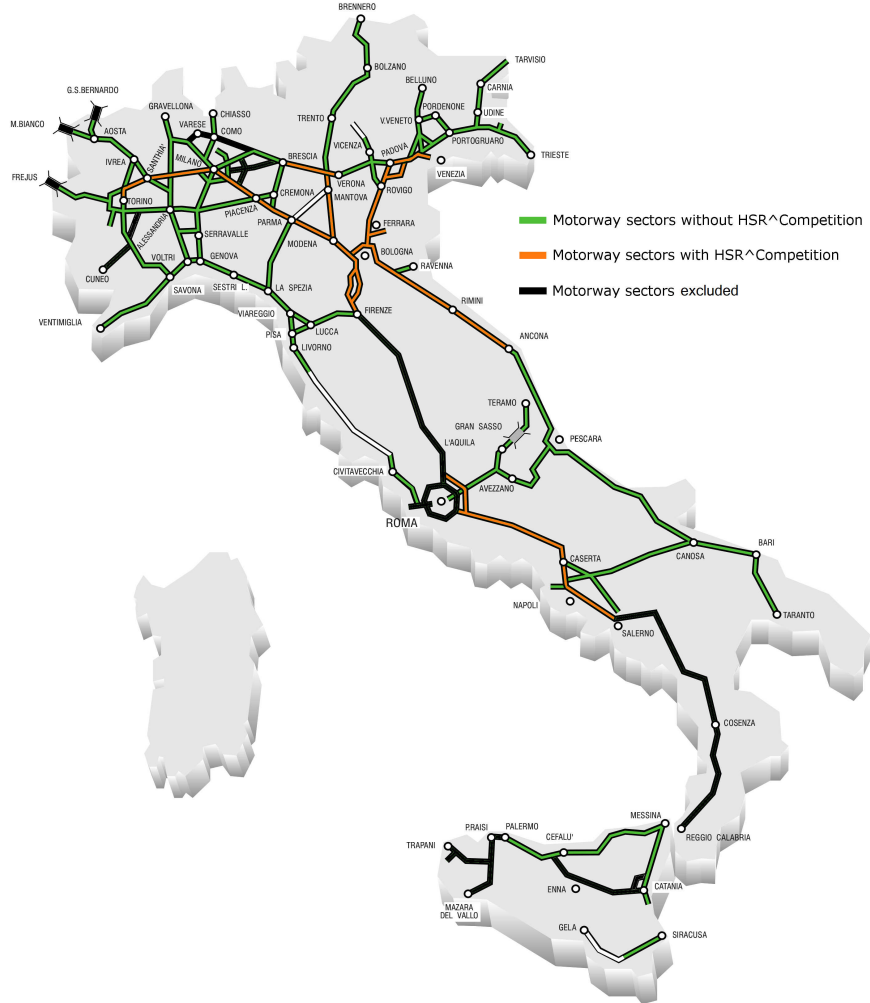 BRENNERO
BOLZANO
TARVISIO
G.S.BERNARDO
BELLUNO
CARNIA
GRAVELLONA
CHIASSO
PORDENONE
UDINE
M.BIANCO
AOSTA
VARESE
COMO
TRENTO
V.VENETO
IVREA
SANTHIA'
MILANO
BRESCIA
VICENZA
PADOVA
PORTOGRUARO
TRIESTE
FREJUS
VERONA
VENEZIA
TORINO
CREMONA
MANTOVA
ROVIGO
PIACENZA
ALESSANDRIA
PARMA
FERRARA
Motorway sectors without HSR^Competition
SERRAVALLE
MODENA
BOLOGNA
Motorway sectors with HSR^Competition
CUNEO
VOLTRI
GENOVA
RAVENNA
SAVONA
SESTRI L.
LA SPEZIA
Motorway sectors excluded
VENTIMIGLIA
VIAREGGIO
FIRENZE
RIMINI
PISA
LUCCA
LIVORNO
ANCONA
TERAMO
GRAN SASSO
L'AQUILA
PESCARA
CIVITAVECCHIA
AVEZZANO
ROMA
BARI
CASERTA
CANOSA
NAPOLI
TARANTO
SALERNO
COSENZA
MESSINA
P.RAISI
PALERMO
CEFALU'
REGGIO CALABRIA
TRAPANI
ENNA
CATANIA
MAZARA
DEL VALLO
GELA
SIRACUSA